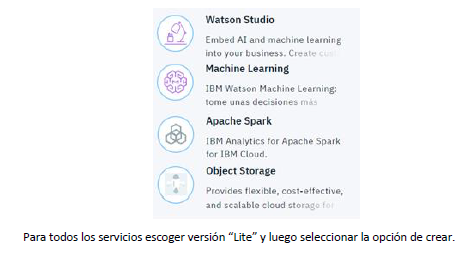 Watson Studio
Embed AI and machine learning
into your business. Create
Machine Learning
IBM Watson Machine Learning:
tome unas decisiones más
Apache Spark
IBM Analytics for Apache Spark
for IBM Cloud.
Object Storage
Provides flexible, cost-effective,
and scalable cloud storage for
Para todos los servicios escoger versión “Lite” y luego seleccionar la opción de crear.